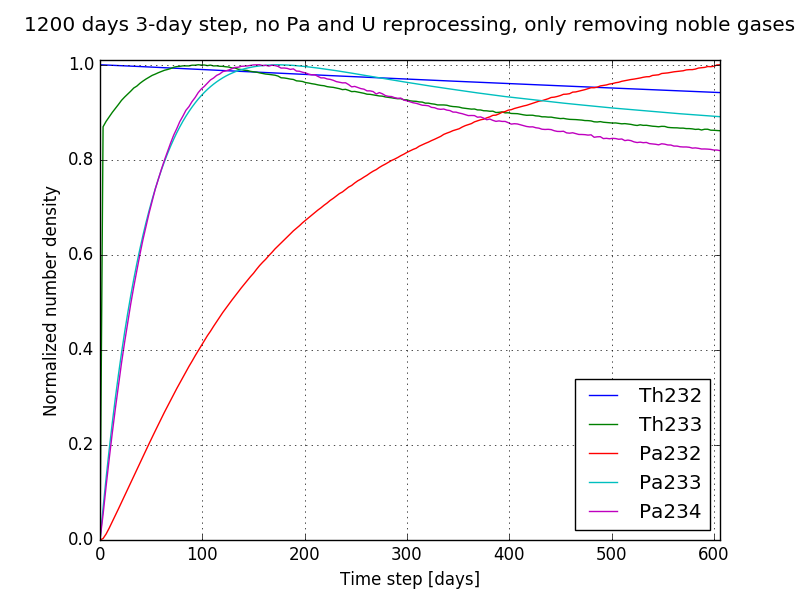 1200 days 3-day step, no Pa and U reprocessing, only removing noble gases
1.0
0.8
0.6
0.4
0.2
0.0
Normalized number density
0 100 200 300 400 500 600
Time step [days]
Th232
Th233
Pa232
Pa233
Pa234